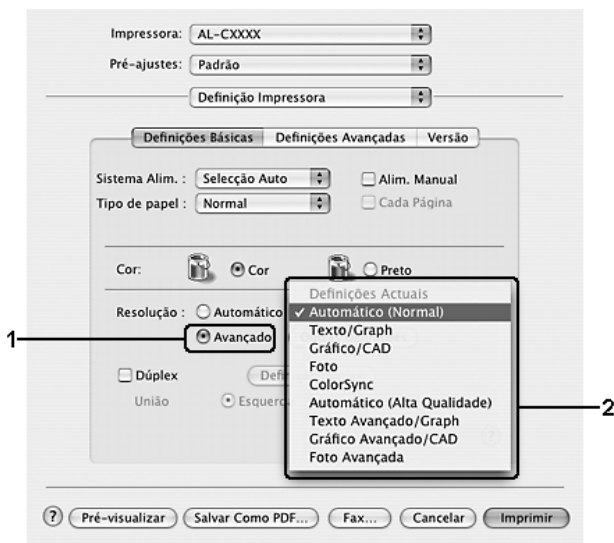 Impressora: AL-CXXXX
Pré-ajustes: Padrão
Definição Impressora
Definições Básicas Definições Avançadas Versão
Sistema Alim. : Selecção Auto Alim. Manual
Tipo de papel : Normal Cada Página
Cor: Cor Preto
Resolução : Automático
1 Avançado
Dúplex
União Esquerda
Definições Actuais
✓ Automático (Normal)
Texto/Graph
Gráfico/CAD
Foto
ColorSync
Automático (Alta Qualidade)
Texto Avançado/Graph
Gráfico Avançado/CAD
Foto Avançada
2
? Pré-visualizar Salvar Como PDF... Fax... Cancelar Imprimir